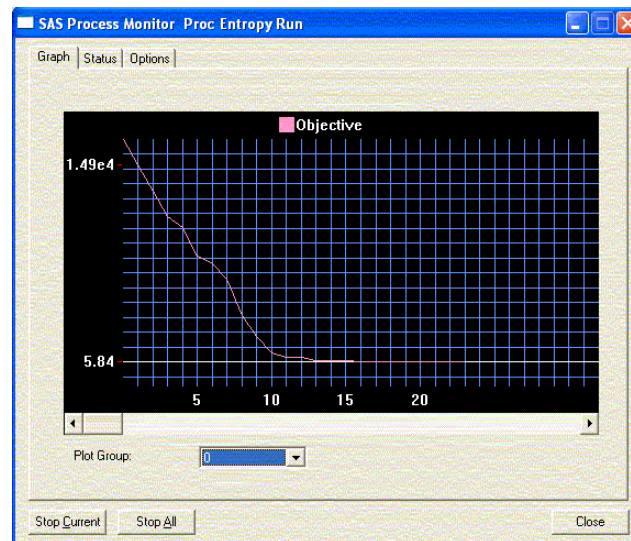 SAS Process Monitor Proc Entropy Run
Graph Status Options
Objective
1.49e4
5.84
5 10 15 20
Plot Group: 0
Stop Current Stop All Close